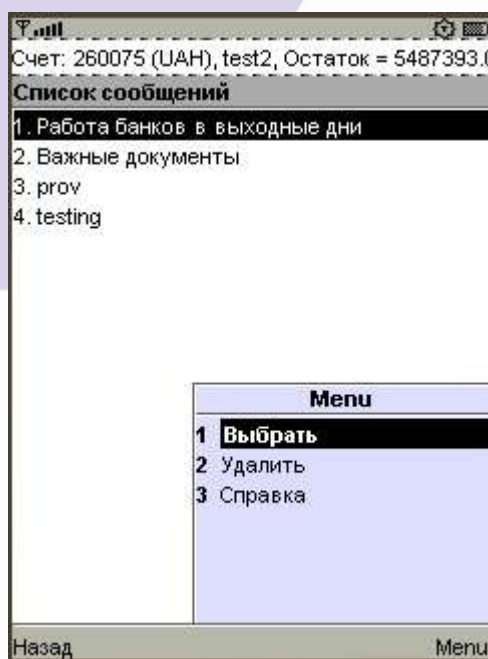 Счет: 260075 (UAH), test2, Остаток = 5487393.0
Список сообщений
1. Работа банков в выходные дни
2. Важные документы
3. prov
4. testing
Menu
1 Выбрать
2 Удалить
3 Справка
Назад Menu